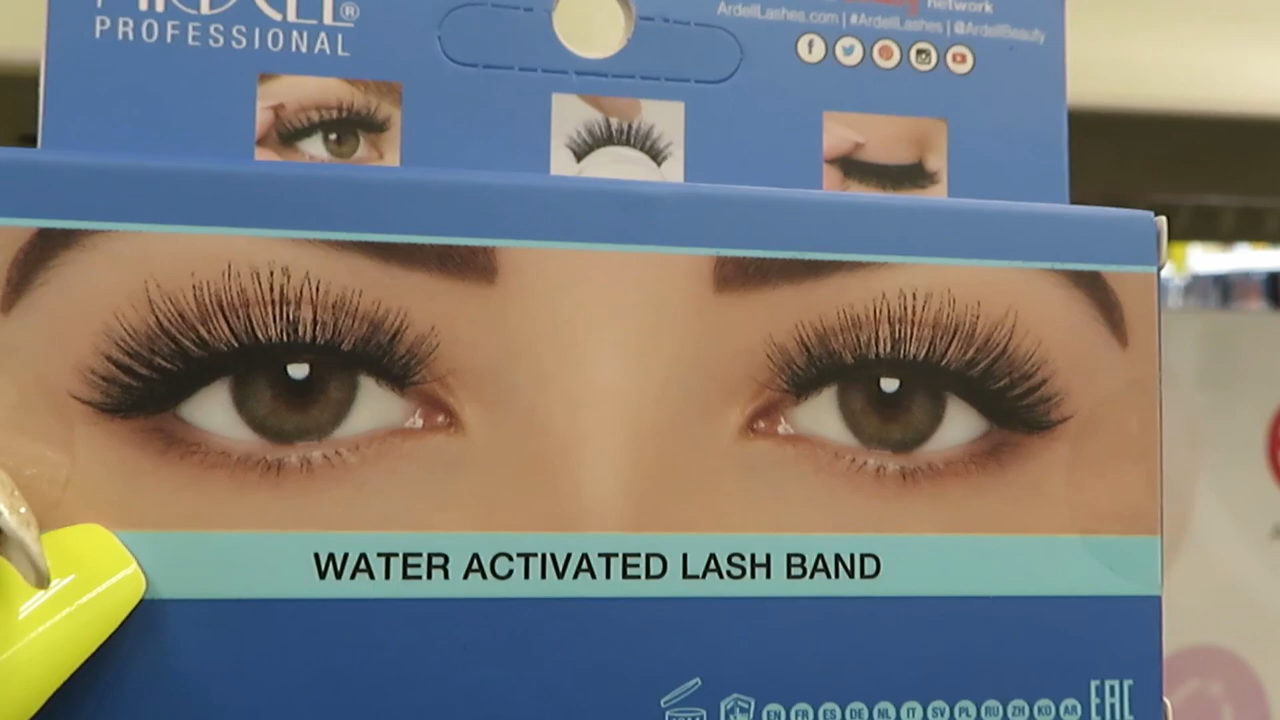 ARDELL®
PROFESSIONAL
network
ArdellLashes.com | #ArdellLashes | @ArdellBeauty
WATER ACTIVATED LASH BAND
EN FR ES DE NL IT SV PL RU ZH KO AR EAC